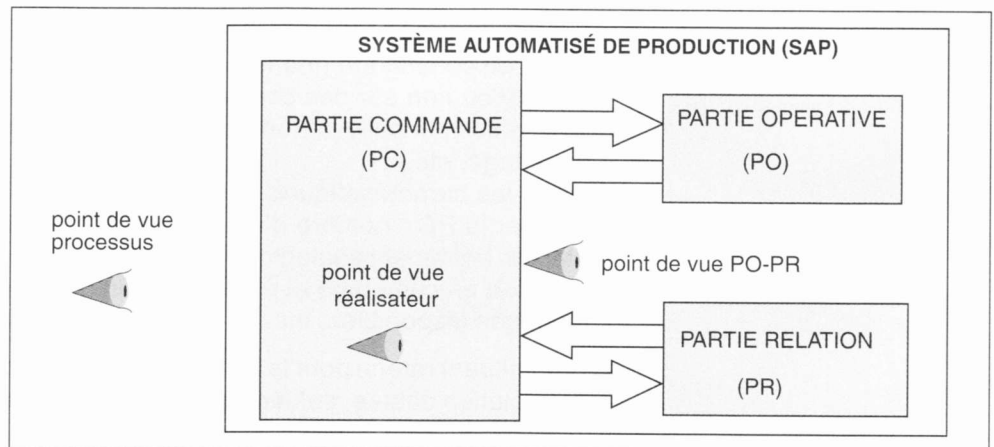 SYSTÈME AUTOMATISÉ DE PRODUCTION (SAP)
PARTIE COMMANDE
(PC)
PARTIE OPERATIVE
(PO)
point de vue
processus
point de vue
réalisateur
point de vue PO-PR
PARTIE RELATION
(PR)